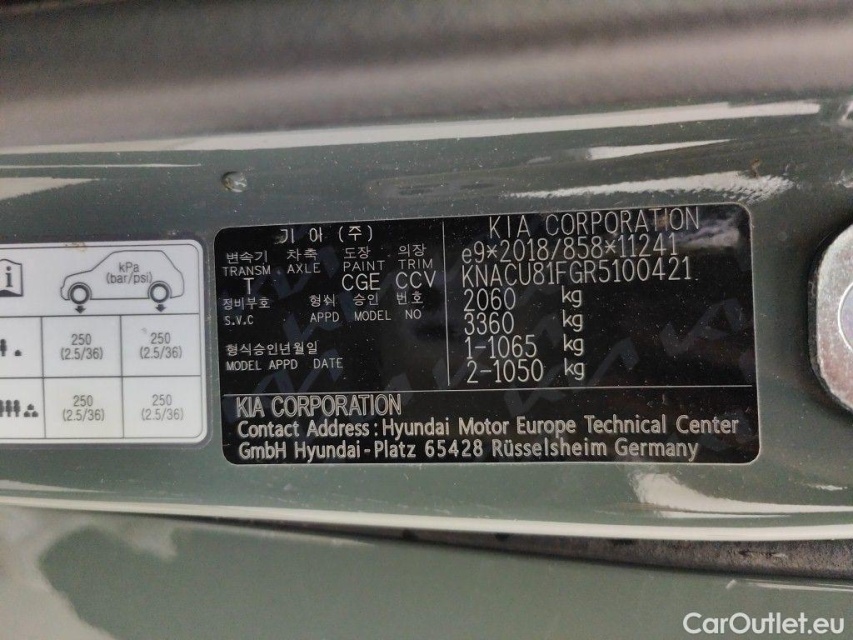 kPa
(bar/psi)
250
(2.5/36)
250
(2.5/36)
250
(2.5/36)
250
(2.5/36)
기 아 (주)
변속기 차축 도장 의장
TRANSM AXLE PAINT TRIM
T CGE CCV
정비부호 형식 승인 번호
S.V.C APPD MODEL NO
형식승인년월일
MODEL APPD DATE
KIA CORPORATION
e9*2018/858*11241
KNACU81FGR5100421
2060 kg
3360 kg
1-1065 kg
2-1050 kg
KIA CORPORATION
Contact Address : Hyundai Motor Europe Technical Center
GmbH Hyundai-Platz 65428 Rüsselsheim Germany
CarOutlet.eu